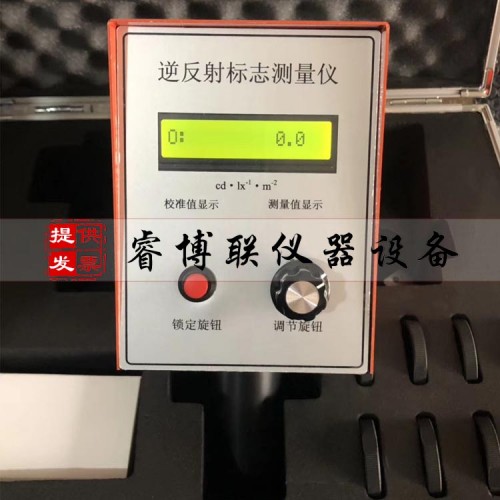 逆反射标志测量仪
O: 0.0
cd·lx⁻¹·m⁻²
校准值显示 测量值显示
提供
发票
睿博联仪器设备
锁定旋钮 调节旋钮